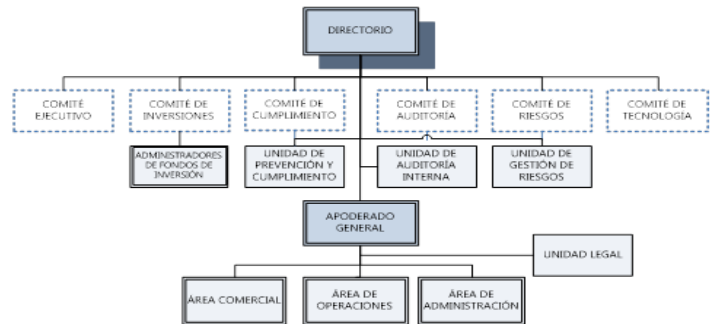 DIRECTORIO
COMITÉ
EJECUTIVO
COMITÉ DE
INVERSIONES
COMITÉ DE
CUMPLIMIENTO
COMITÉ DE
AUDITORÍA
COMITÉ DE
RIESGOS
COMITÉ DE
TECNOLOGÍA
ADMINISTRADORES
DE FONDOS DE
INVERSIÓN
UNIDAD DE
PREVENCIÓN Y
CUMPLIMIENTO
UNIDAD DE
AUDITORÍA
INTERNA
UNIDAD DE
GESTIÓN DE
RIESGOS
APODERADO
GENERAL
UNIDAD LEGAL
ÁREA COMERCIAL
ÁREA DE
OPERACIONES
ÁREA DE
ADMINISTRACIÓN